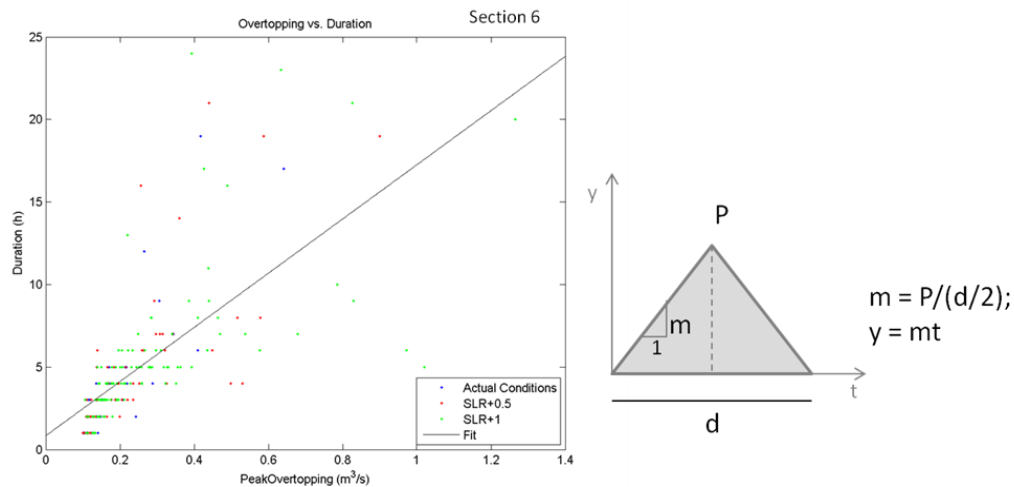 Section 6
Overtopping vs. Duration
25
20
15
10
5
0
Duration (h)
0 0.2 0.4 0.6 0.8 1 1.2 1.4
PeakOvertopping (m³/s)
Actual Conditions
SLR+0.5
SLR+1
Fit
y
P
m
1
t
d
m = P/(d/2);
y = mt